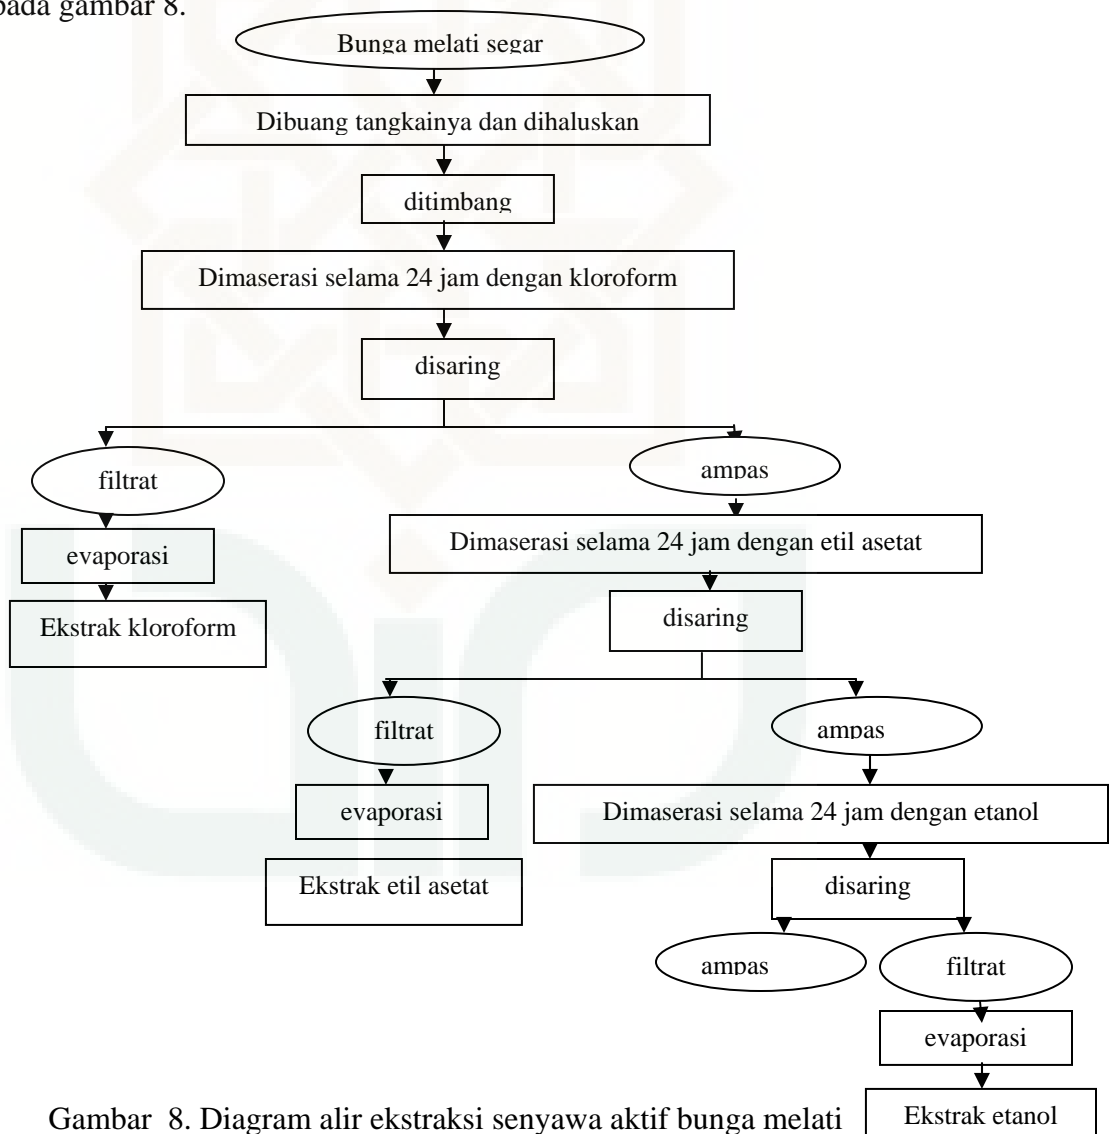 pada gambar 8.
Bunga melati segar
Dibuang tangkainya dan dihaluskan
ditimbang
Dimaserasi selama 24 jam dengan kloroform
disaring
filtrat
ampas
evaporasi
Dimaserasi selama 24 jam dengan etil asetat
Ekstrak kloroform
disaring
filtrat
ampas
evaporasi
Dimaserasi selama 24 jam dengan etanol
Ekstrak etil asetat
disaring
ampas
filtrat
evaporasi
Ekstrak etanol
Gambar 8. Diagram alir ekstraksi senyawa aktif bunga melati